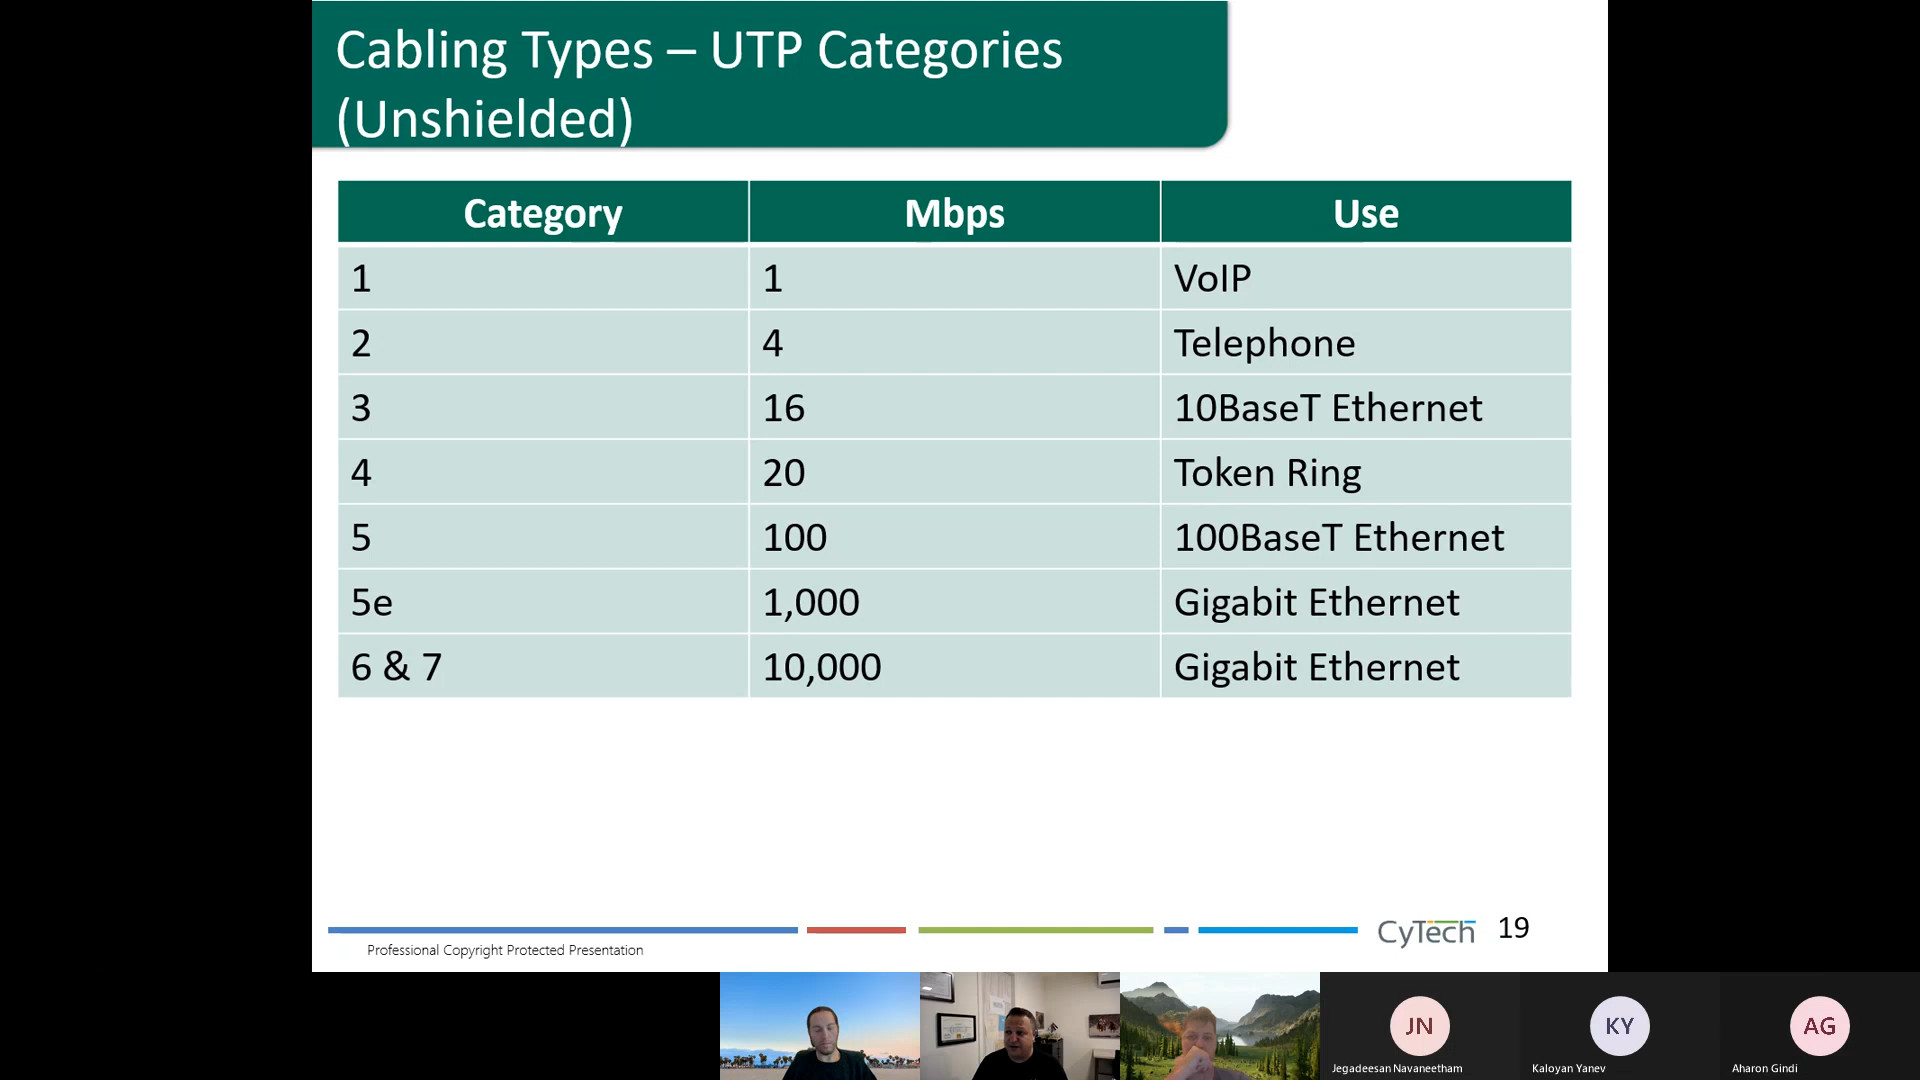 Cabling Types – UTP Categories
(Unshielded)
Category Mbps Use
1 1 VoIP
2 4 Telephone
3 16 10BaseT Ethernet
4 20 Token Ring
5 100 100BaseT Ethernet
5e 1,000 Gigabit Ethernet
6 & 7 10,000 Gigabit Ethernet
CyTech 19
Professional Copyright Protected Presentation
JN KY AG
Jegadeesan Navaneetham Kaloyan Yanev Aharon Gindi